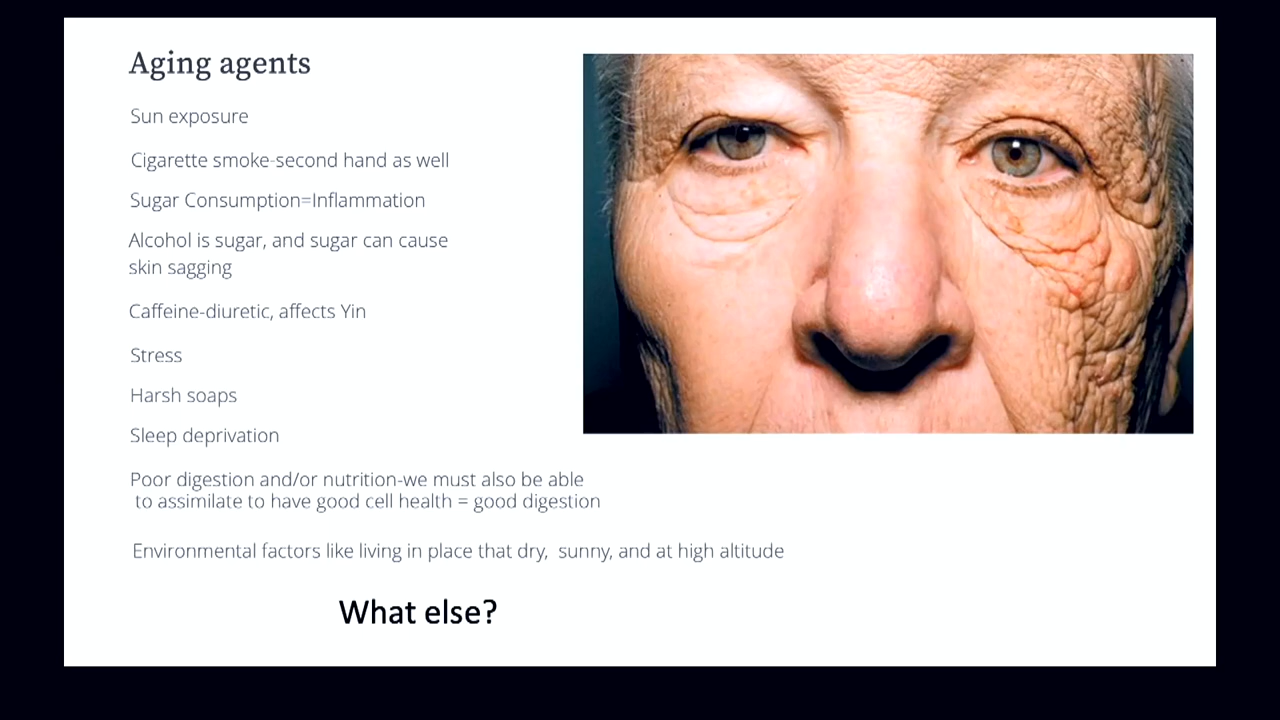 Aging agents
Sun exposure
Cigarette smoke-second hand as well
Sugar Consumption=Inflammation
Alcohol is sugar, and sugar can cause
skin sagging
Caffeine-diuretic, affects Yin
Stress
Harsh soaps
Sleep deprivation
Poor digestion and/or nutrition-we must also be able
to assimilate to have good cell health = good digestion
Environmental factors like living in place that dry, sunny, and at high altitude
What else?